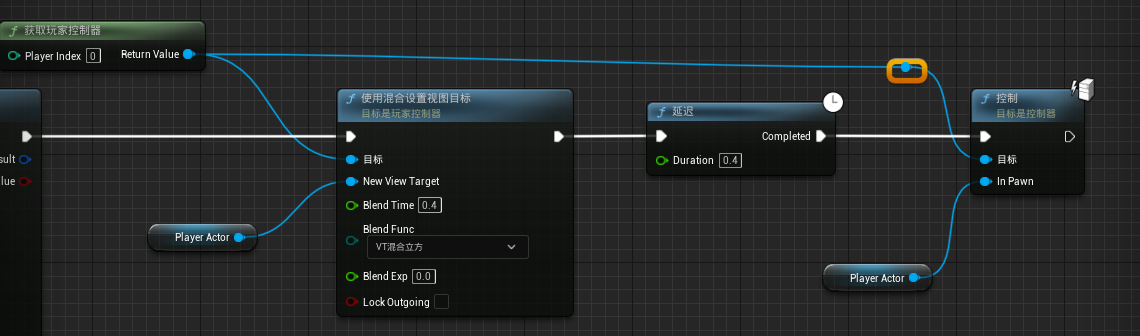 获取玩家控制器
Player Index 0
Return Value
sult
lue
Player Actor
使用混合设置视图目标
目标是玩家控制器
目标
New View Target
Blend Time 0.4
Blend Func
VT混合立方
Blend Exp 0.0
Lock Outgoing
延迟
Completed
Duration 0.4
控制
目标是控制器
目标
In Pawn
Player Actor